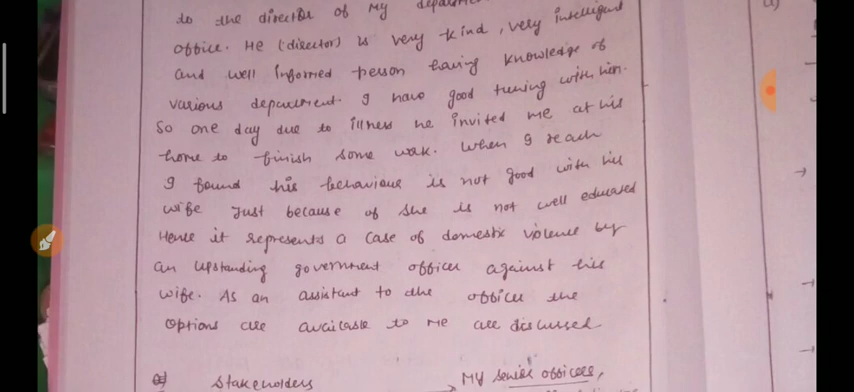 to the director of My
office. He (director) is very kind, very intelligent
and well informed person having knowledge of
various department. I have good tuning with him.
So one day due to illness he invited me at his
home to finish some wok. When I reach
I found his behaviour is not good with his
wife Just because of she is not well educated
Hence it represents a case of domestic violence by
an upstanding government officer against his
wife. As an assistant to the officer the
options are available to me are discussed
Stakeholders
My senior officers,